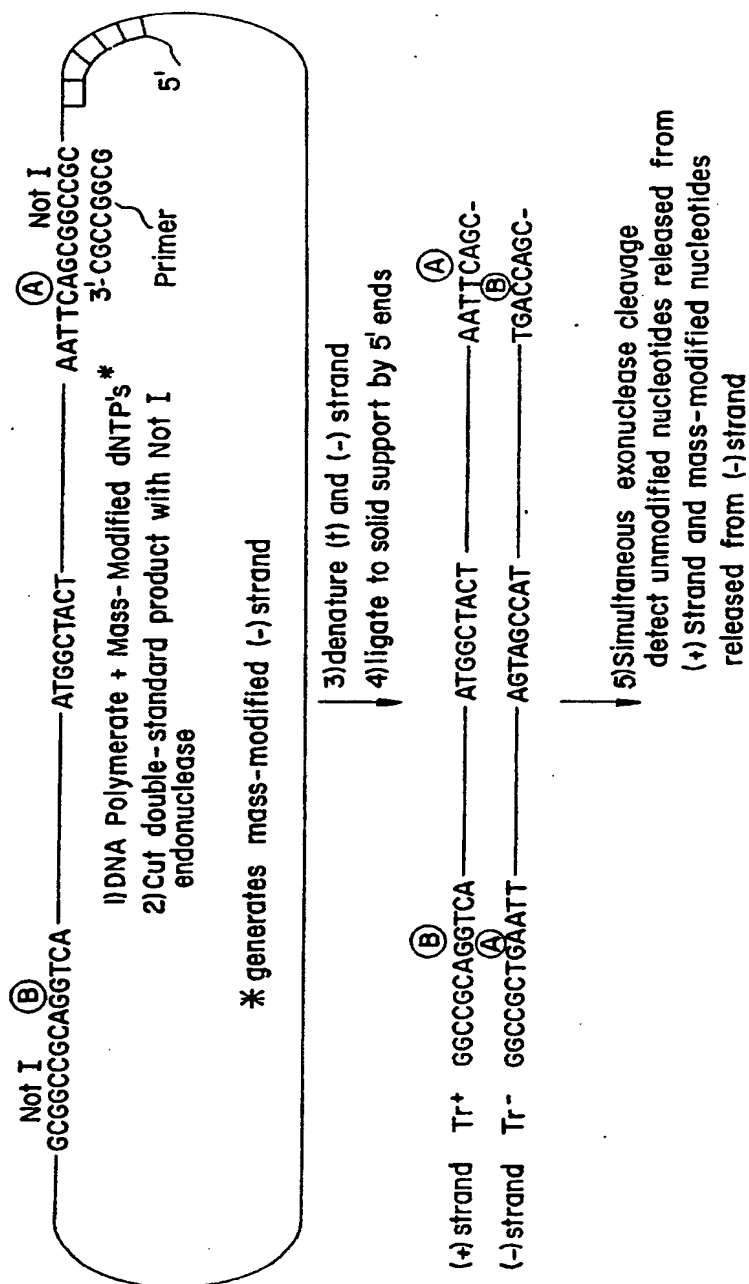 Not I
Ⓑ
GCGGCCGCAGGTCA
ATGGCTACT
Ⓐ
Not I
AATTCAGCGGCCGC
3'-CGCCGGCG
Primer
5'
1)DNA Polymerate + Mass-Modified dNTP's*
2)Cut double-standard product with Not I
endonuclease
* generates mass-modified (-) strand
3)denature (t) and (-) strand
4)ligate to solid support by 5' ends
Ⓑ
Ⓐ
(+)strand Tr+ GGCCGCAGGTCA ATGGCTACT AATTCAGC-
Ⓐ
Ⓑ
(-)strand Tr- GGCCGCTGAATT AGTAGCCAT TGACCAGC-
5)Simultaneous exonuclease cleavage
detect unmodified nucleotides released from
(+) Strand and mass-modified nucleotides
released from (-) strand